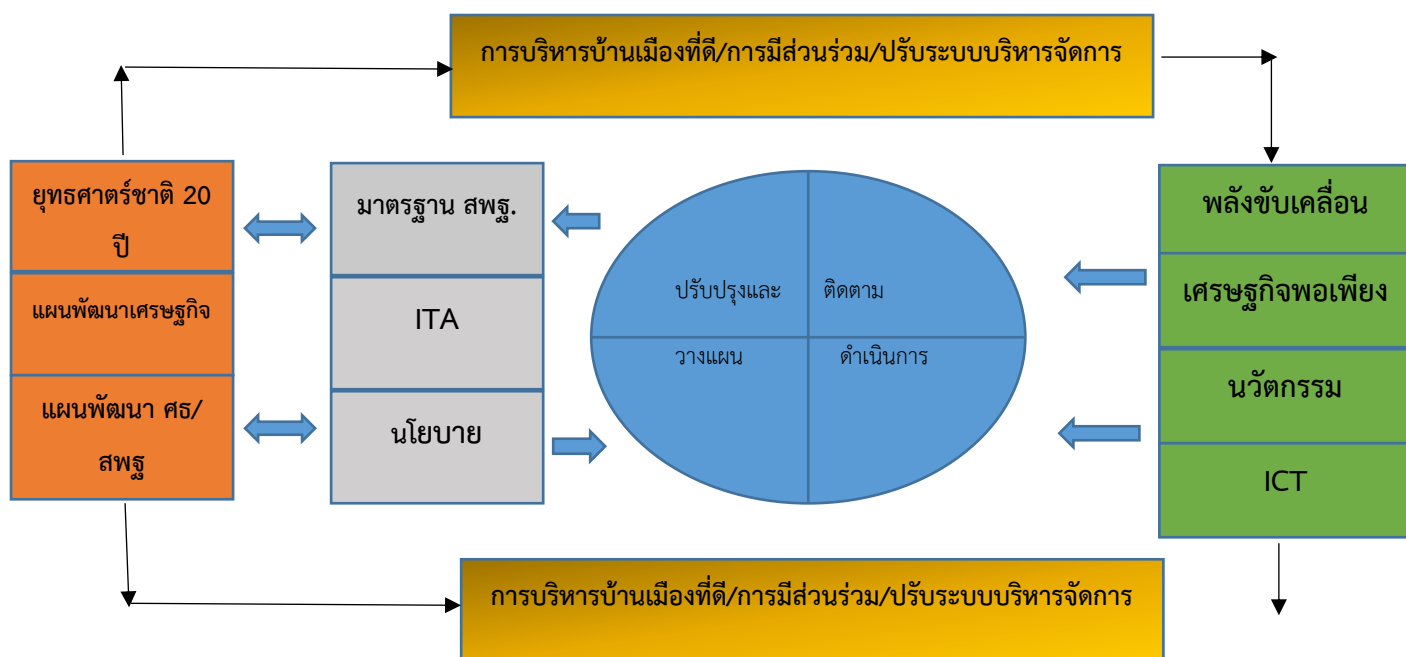 การบริหารบ้านเมืองที่ดี/การมีส่วนร่วม/ปรับระบบบริหารจัดการ
ยุทธศาตร์ชาติ 20
ปี
แผนพัฒนาเศรษฐกิจ
แผนพัฒนา ศธ/
สพฐ
มาตรฐาน สพฐ.
ITA
นโยบาย
ปรับปรุงและ
ติดตาม
วางแผน
ดำเนินการ
พลังขับเคลื่อน
เศรษฐกิจพอเพียง
นวัตกรรม
ICT
การบริหารบ้านเมืองที่ดี/การมีส่วนร่วม/ปรับระบบบริหารจัดการ